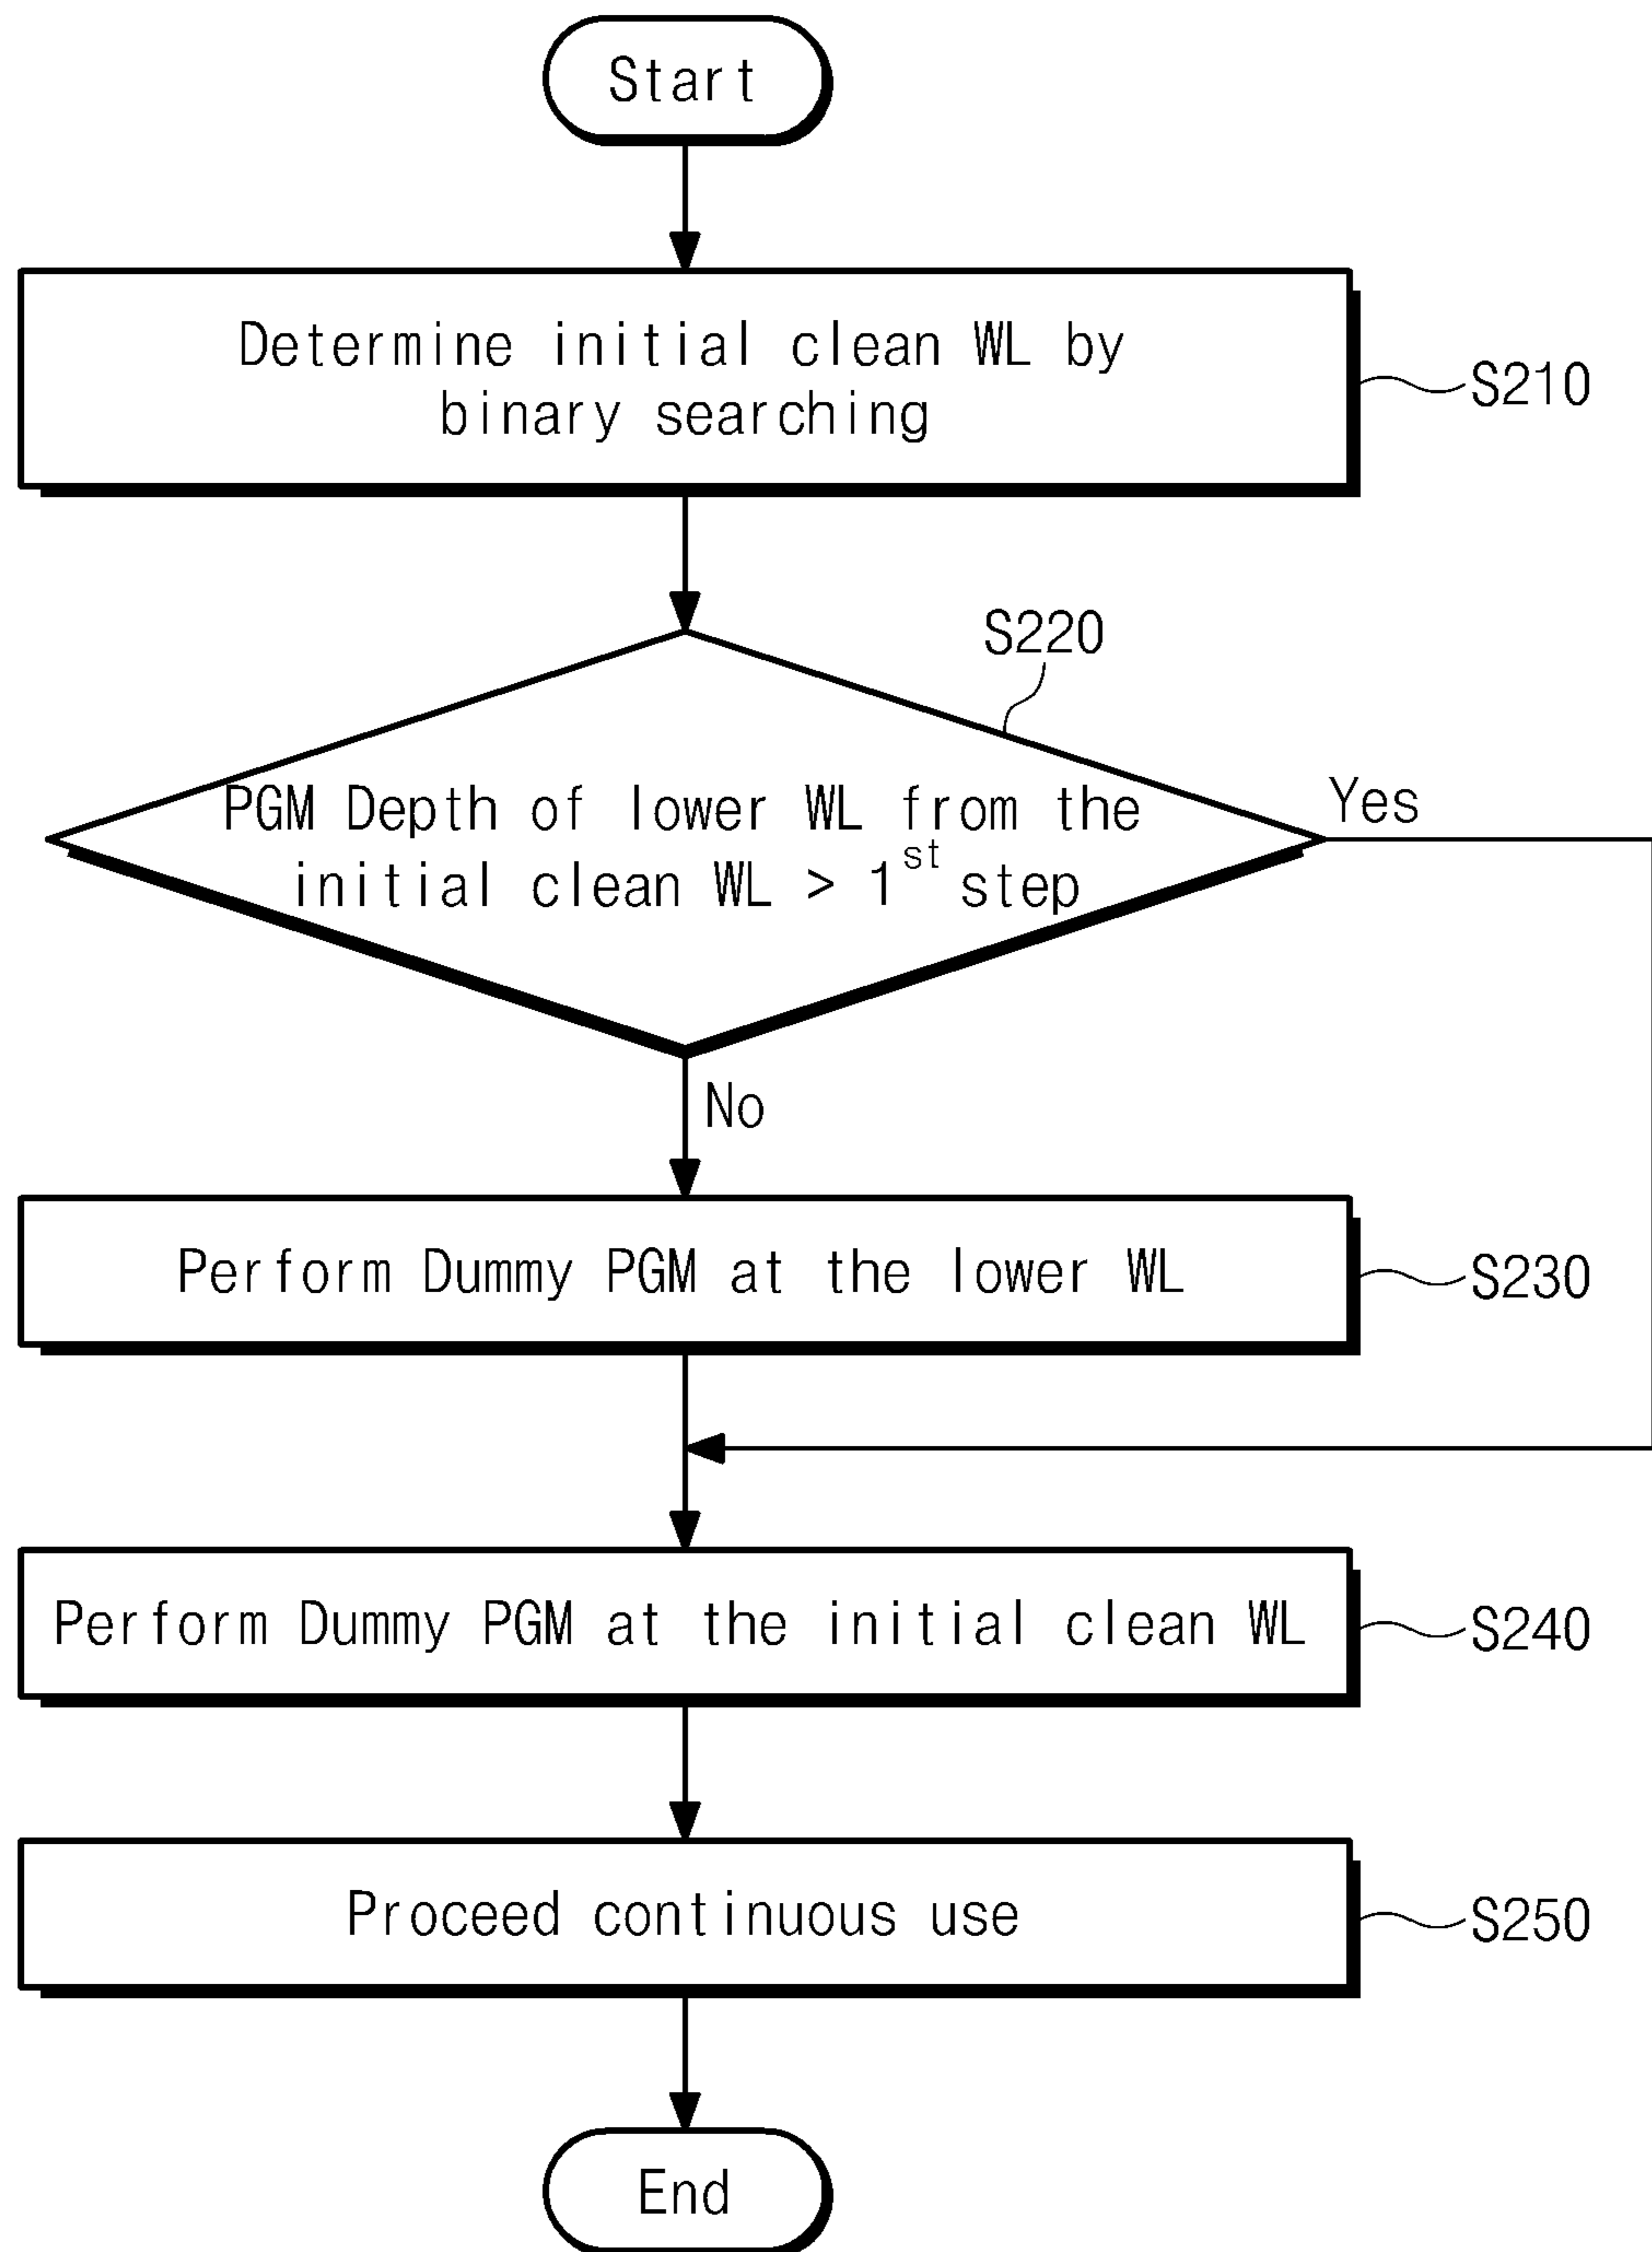 Start
Determine initial clean WL by
binary searching
S210
S220
PGM Depth of lower WL from the
initial clean WL > 1st step
Yes
No
Perform Dummy PGM at the lower WL
S230
Perform Dummy PGM at the initial clean WL
S240
Proceed continuous use
S250
End